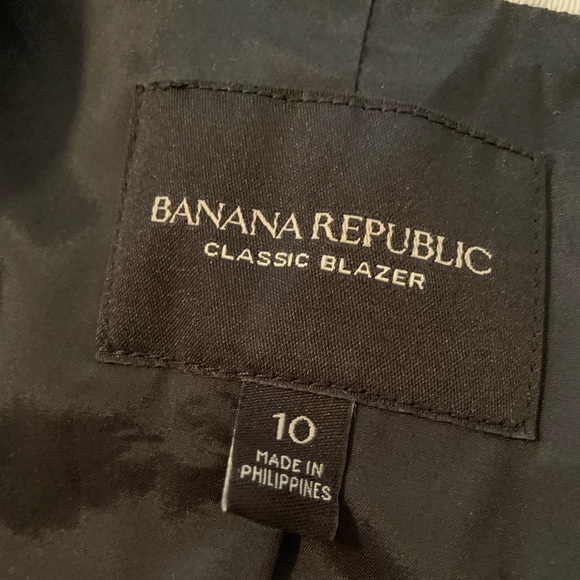 BANANA REPUBLIC
CLASSIC BLAZER
10
MADE IN
PHILIPPINES